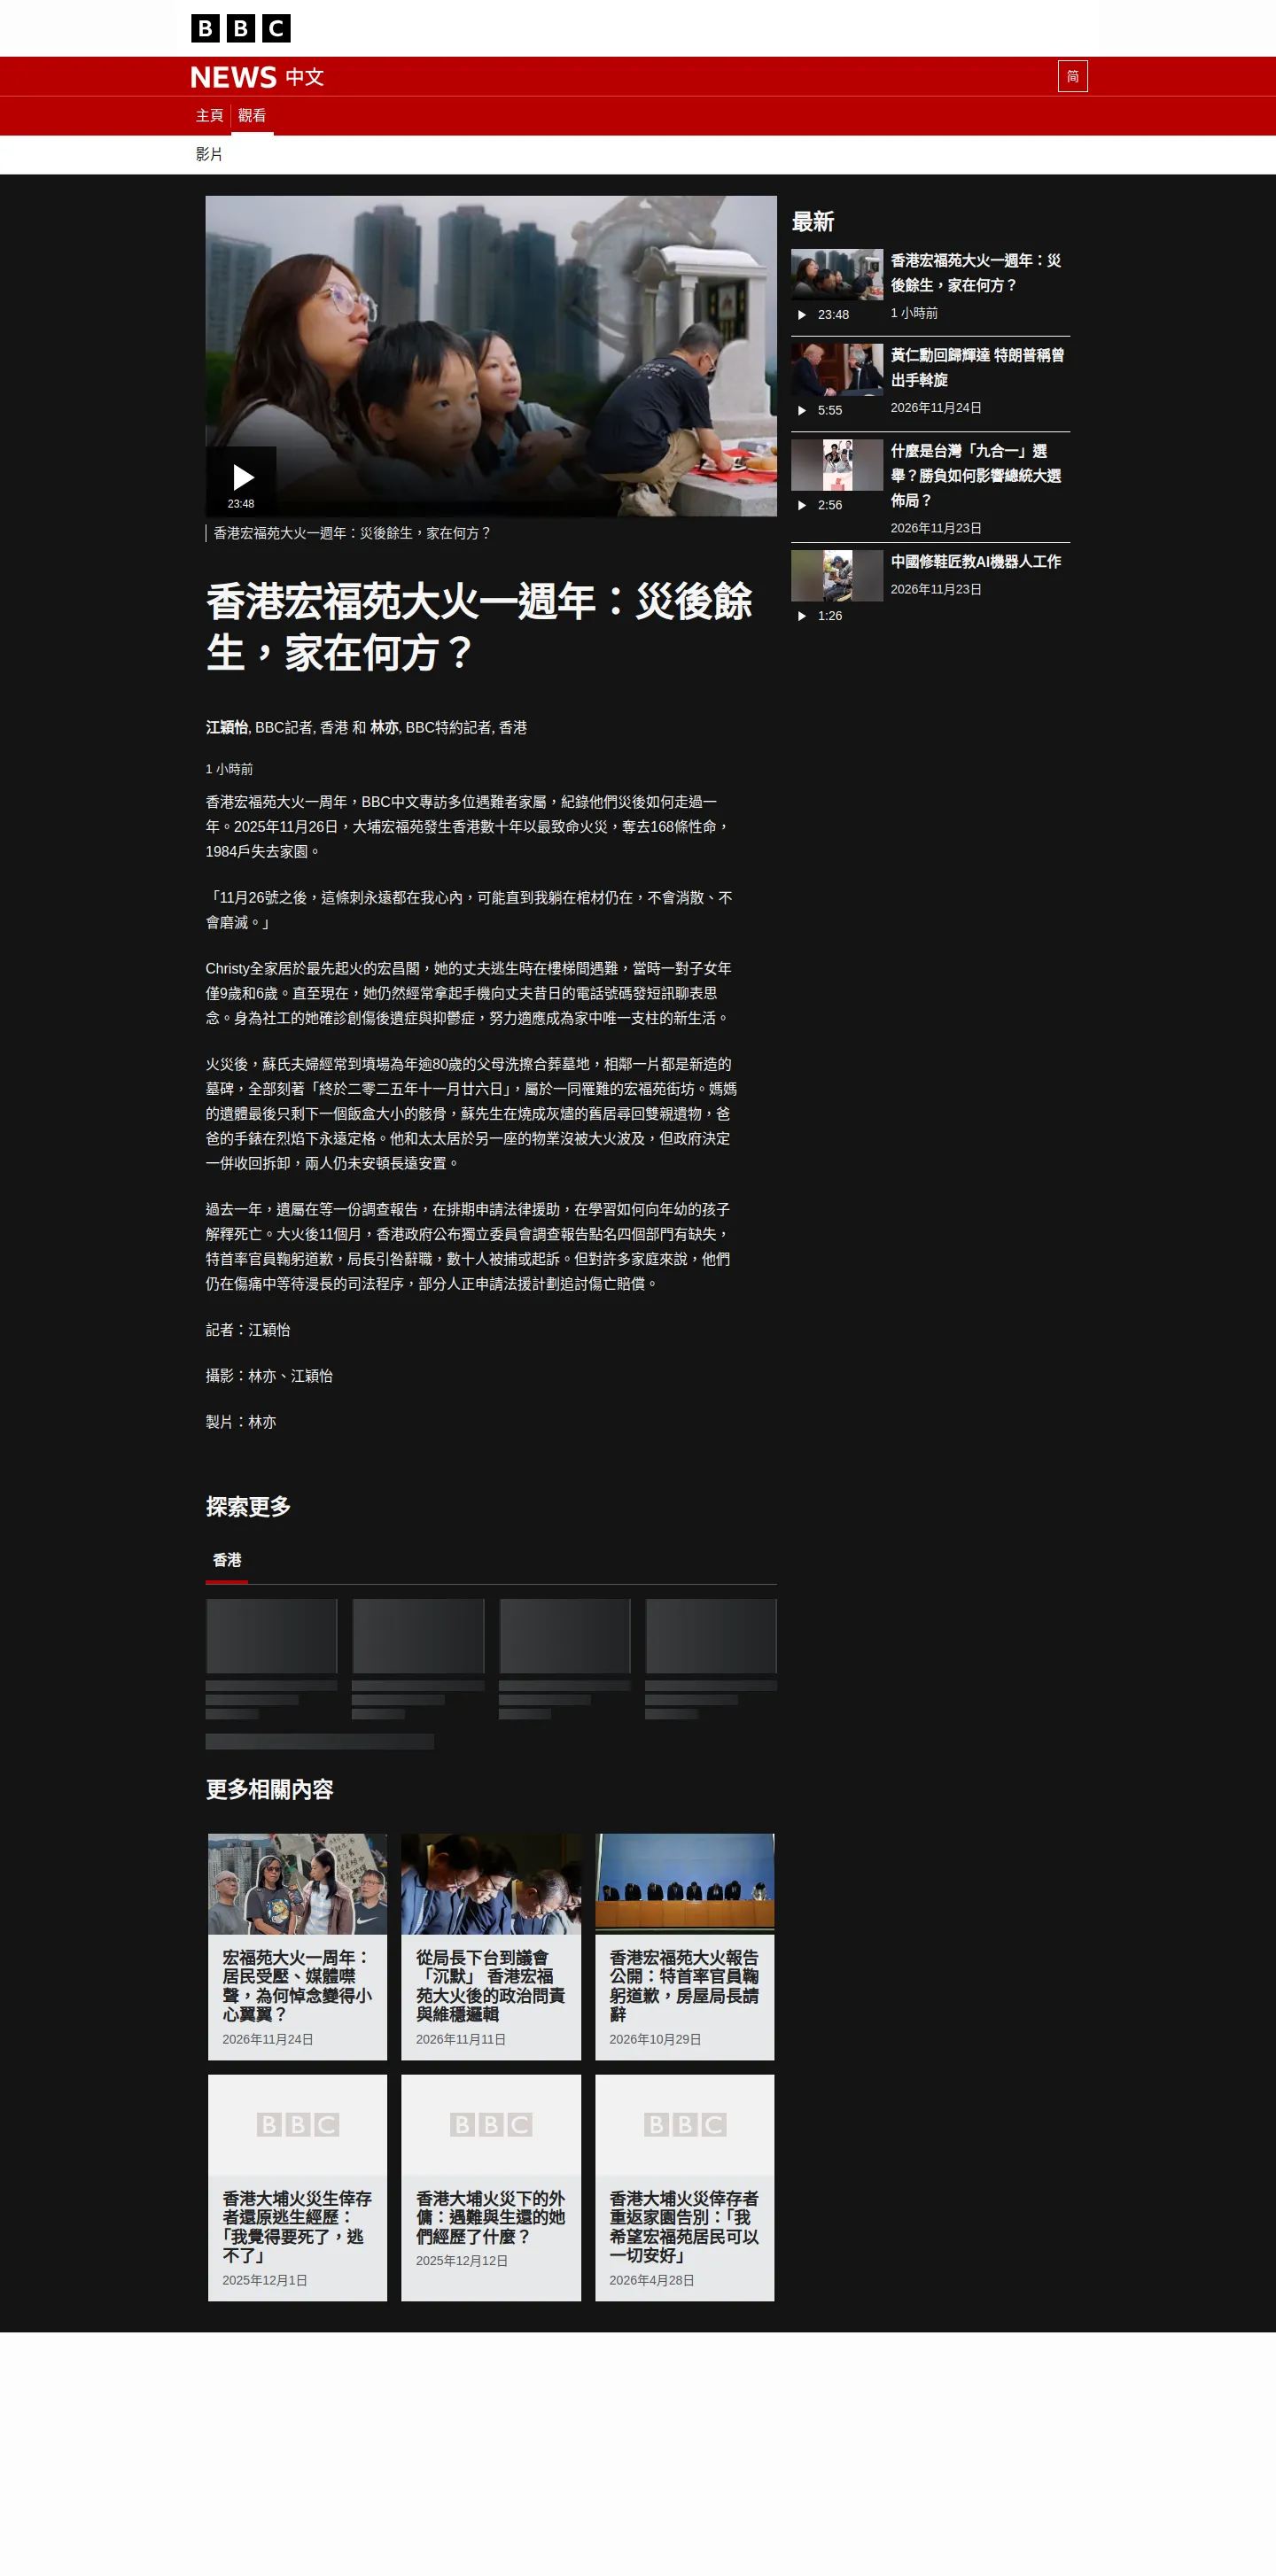 BBC
NEWS 中文
简
主頁
觀看
影片
23:48
香港宏福苑大火一週年：災後餘生，家在何方？
香港宏福苑大火一週年：災後餘
生，家在何方？
江穎怡, BBC記者, 香港 和 林亦, BBC特約記者, 香港
1 小時前
香港宏福苑大火一周年，BBC中文專訪多位遇難者家屬，紀錄他們災後如何走過一
年。2025年11月26日，大埔宏福苑發生香港數十年以最致命火災，奪去168條性命，
1984戶失去家園。
「11月26號之後，這條刺永遠都在我心內，可能直到我躺在棺材仍在，不會消散、不
會磨滅。」
Christy全家居於最先起火的宏昌閣，她的丈夫逃生時在樓梯間遇難，當時一對子女年
僅9歲和6歲。直至現在，她仍然經常拿起手機向丈夫昔日的電話號碼發短訊聊表思
念。身為社工的她確診創傷後遺症與抑鬱症，努力適應成為家中唯一支柱的新生活。
火災後，蘇氏夫婦經常到墳場為年逾80歲的父母洗擦合葬墓地，相鄰一片都是新造的
墓碑，全部刻著「終於二零二五年十一月廿六日」，屬於一同罹難的宏福苑街坊。媽媽
的遺體最後只剩下一個飯盒大小的骸骨，蘇先生在燒成灰燼的舊居尋回雙親遺物，爸
爸的手錶在烈焰下永遠定格。他和太太居於另一座的物業沒被大火波及，但政府決定
一併收回拆卸，兩人仍未安頓長遠安置。
過去一年，遺屬在等一份調查報告，在排期申請法律援助，在學習如何向年幼的孩子
解釋死亡。大火後11個月，香港政府公布獨立委員會調查報告點名四個部門有缺失，
特首率官員鞠躬道歉，局長引咎辭職，數十人被捕或起訴。但對許多家庭來說，他們
仍在傷痛中等待漫長的司法程序，部分人正申請法援計劃追討傷亡賠償。
記者：江穎怡
攝影：林亦、江穎怡
製片：林亦
最新
香港宏福苑大火一週年：災
後餘生，家在何方？
1 小時前
23:48
黃仁勳回歸輝達 特朗普稱曾
出手斡旋
2026年11月24日
5:55
什麼是台灣「九合一」選
舉？勝負如何影響總統大選
佈局？
2026年11月23日
2:56
中國修鞋匠教AI機器人工作
2026年11月23日
1:26
探索更多
香港
更多相關內容
宏福苑大火一周年：
居民受壓、媒體噤
聲，為何悼念變得小
心翼翼？
2026年11月24日
從局長下台到議會
「沉默」 香港宏福
苑大火後的政治問責
與維穩邏輯
2026年11月11日
香港宏福苑大火報告
公開：特首率官員鞠
躬道歉，房屋局長請
辭
2026年10月29日
BBC
香港大埔火災生倖存
者還原逃生經歷：
「我覺得要死了，逃
不了」
2025年12月1日
BBC
香港大埔火災下的外
傭：遇難與生還的她
們經歷了什麼？
2025年12月12日
BBC
香港大埔火災倖存者
重返家園告別：「我
希望宏福苑居民可以
一切安好」
2026年4月28日